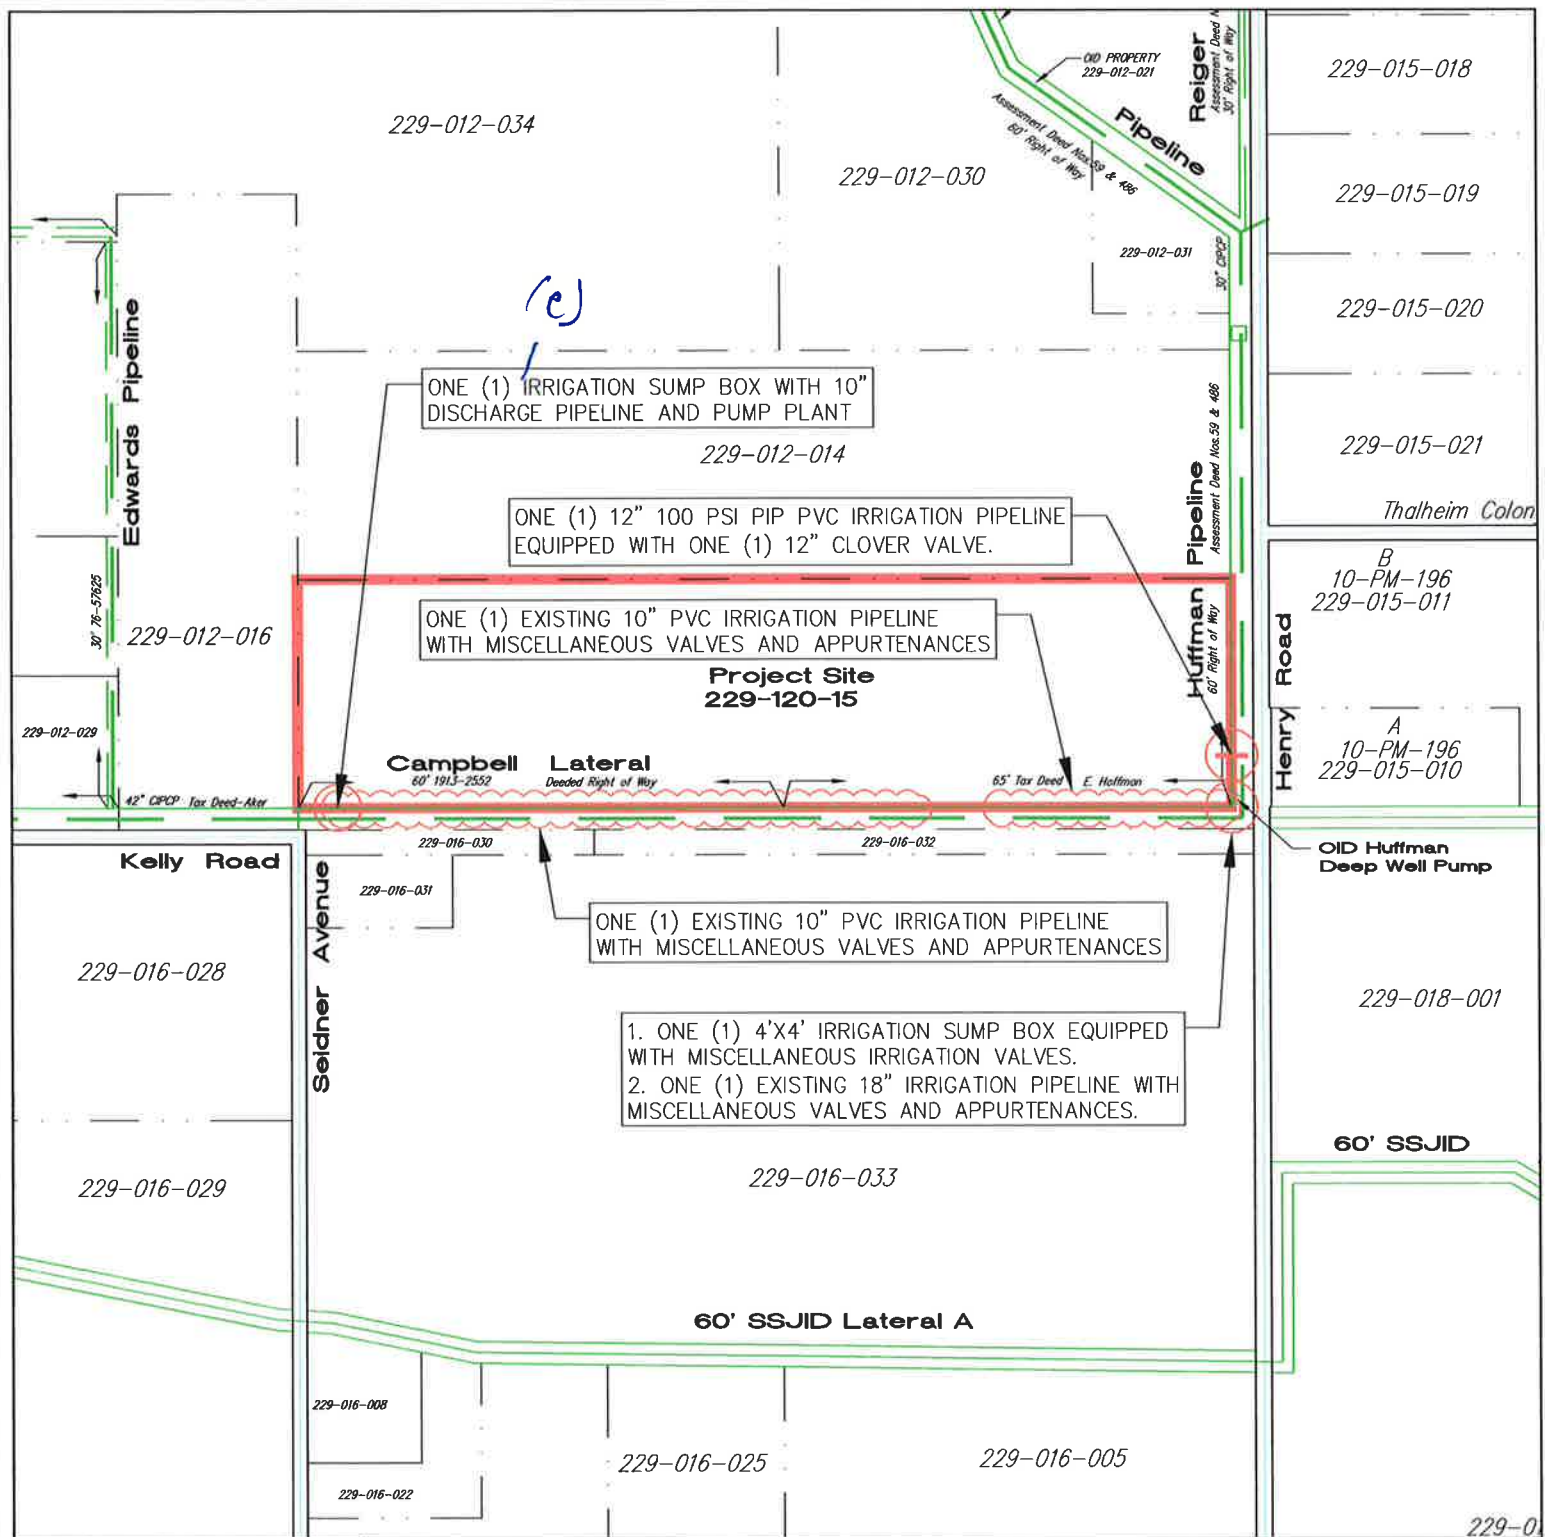 OID PROPERTY
229-012-021
Reiger
Assessment Deed N
30' Right of Way
229-015-018
229-012-034
Assessment Deed Nos.59 & 486
60' Right of Way
Pipeline
229-012-030
229-015-019
229-012-031
30" CIPCP
229-015-020
(e)
Edwards Pipeline
ONE (1) IRRIGATION SUMP BOX WITH 10"
DISCHARGE PIPELINE AND PUMP PLANT
229-012-014
Huffman Pipeline
60' Right of Way
Assessment Deed Nos.59 & 486
229-015-021
Thalheim Colon
ONE (1) 12" 100 PSI PIP PVC IRRIGATION PIPELINE
EQUIPPED WITH ONE (1) 12" CLOVER VALVE.
B
10-PM-196
229-015-011
30" 76-57625
229-012-016
ONE (1) EXISTING 10" PVC IRRIGATION PIPELINE
WITH MISCELLANEOUS VALVES AND APPURTENANCES
Project Site
229-120-15
Henry Road
229-012-029
A
10-PM-196
229-015-010
Campbell Lateral
60' 1913-2552 Deeded Right of Way
65' Tax Deed E. Hoffman
42" CIPCP Tax Deed-Aker
Kelly Road
229-016-030
229-016-032
OID Huffman
Deep Well Pump
Seidner Avenue
229-016-031
ONE (1) EXISTING 10" PVC IRRIGATION PIPELINE
WITH MISCELLANEOUS VALVES AND APPURTENANCES
229-016-028
229-018-001
1. ONE (1) 4'X4' IRRIGATION SUMP BOX EQUIPPED
WITH MISCELLANEOUS IRRIGATION VALVES.
2. ONE (1) EXISTING 18" IRRIGATION PIPELINE WITH
MISCELLANEOUS VALVES AND APPURTENANCES.
60' SSJID
229-016-029
229-016-033
60' SSJID Lateral A
229-016-008
229-016-025
229-016-005
229-016-022
229-01